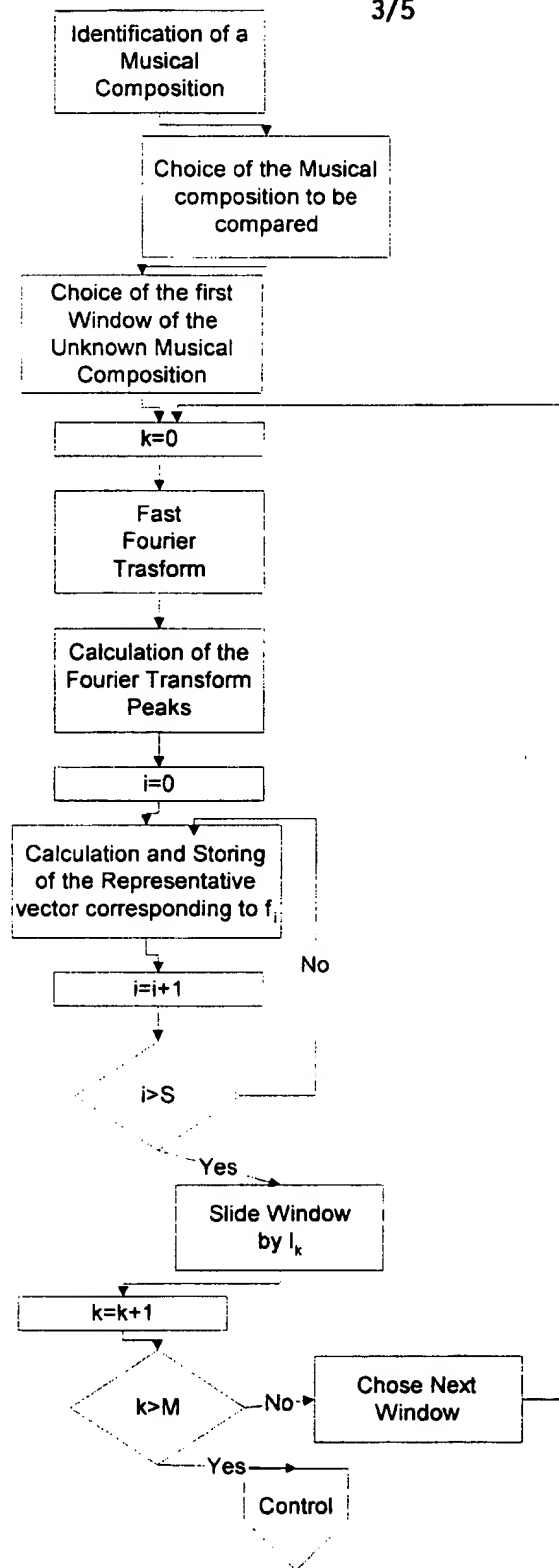 3/5
Identification of a
Musical
Composition
Choice of the Musical
composition to be
compared
Choice of the first
Window of the
Unknown Musical
Composition
k=0
Fast
Fourier
Trasform
Calculation of the
Fourier Transform
Peaks
i=0
Calculation and Storing
of the Representative
vector corresponding to f_i
No
i=i+1
i>S
Yes
Slide Window
by l_k
k=k+1
k>M
No
Chose Next
Window
Yes
Control